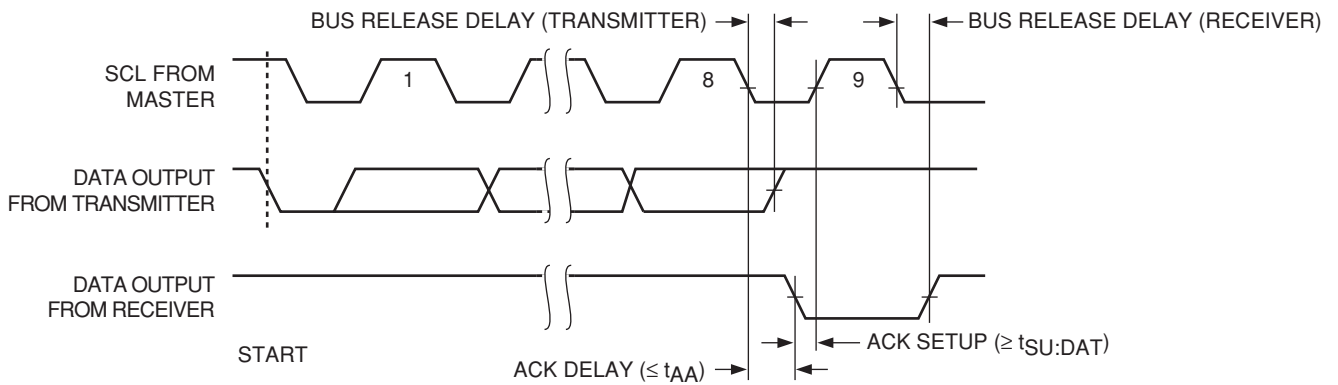 BUS RELEASE DELAY (TRANSMITTER)
BUS RELEASE DELAY (RECEIVER)
SCL FROM
MASTER
1
8
9
DATA OUTPUT
FROM TRANSMITTER
DATA OUTPUT
FROM RECEIVER
START
ACK SETUP (≥ tSU:DAT)
ACK DELAY (≤ tAA)